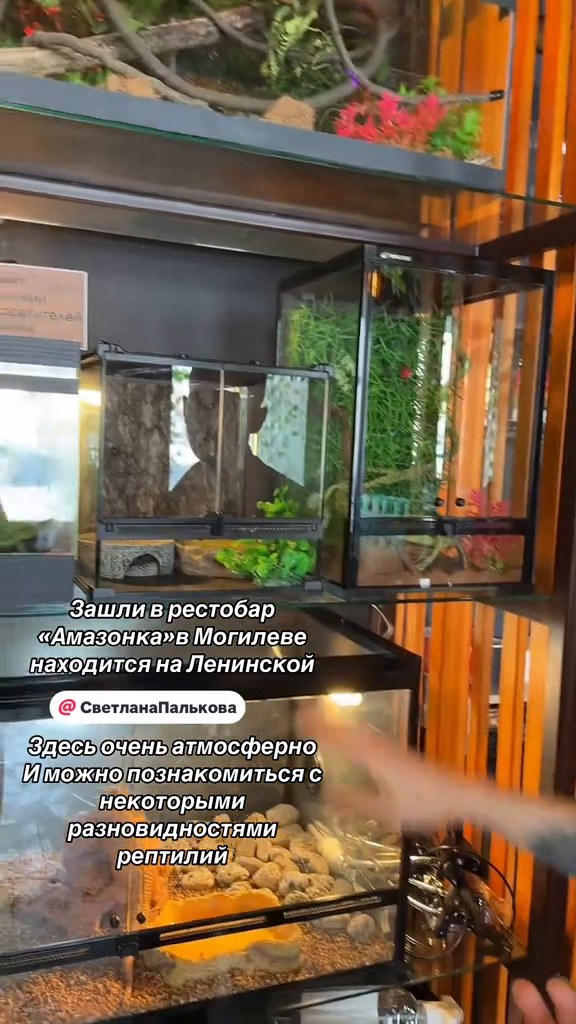 Зашли в рестобар
«Амазонка»в Могилеве
находится на Ленинской
@ СветланаПалькова
Здесь очень атмосферно
И можно познакомиться с
некоторыми
разновидностями
рептилий